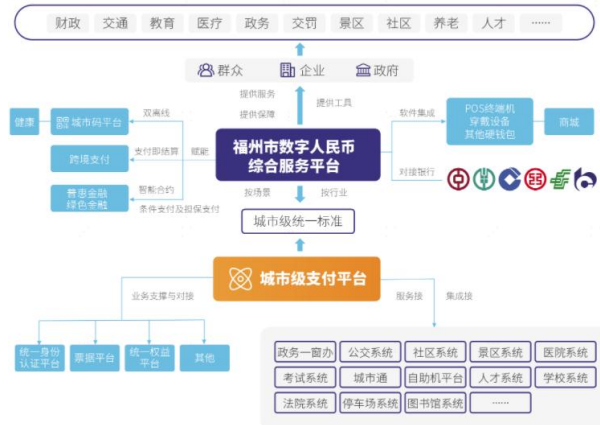 财政 交通 教育 医疗 政务 交罚 景区 社区 养老 人才 ······
群众 企业 政府
提供服务
提供保障
提供工具
健康 城市码平台
双离线
跨境支付
支付即结算 赋能
普惠金融
绿色金融
智能合约
条件支付及担保支付
福州市数字人民币
综合服务平台
软件集成
POS终端机
穿戴设备
其他硬钱包
商城
对接银行
按场景 按行业
城市级统一标准
城市级支付平台
业务支撑与对接
服务接 集成接
统一身份
认证平台
票据平台
统一权益
平台
其他
政务一窗办 公交系统 社区系统 景区系统 医院系统
考试系统 城市通 自助机平台 人才系统 学校系统
法院系统 停车场系统 图书馆系统 ······